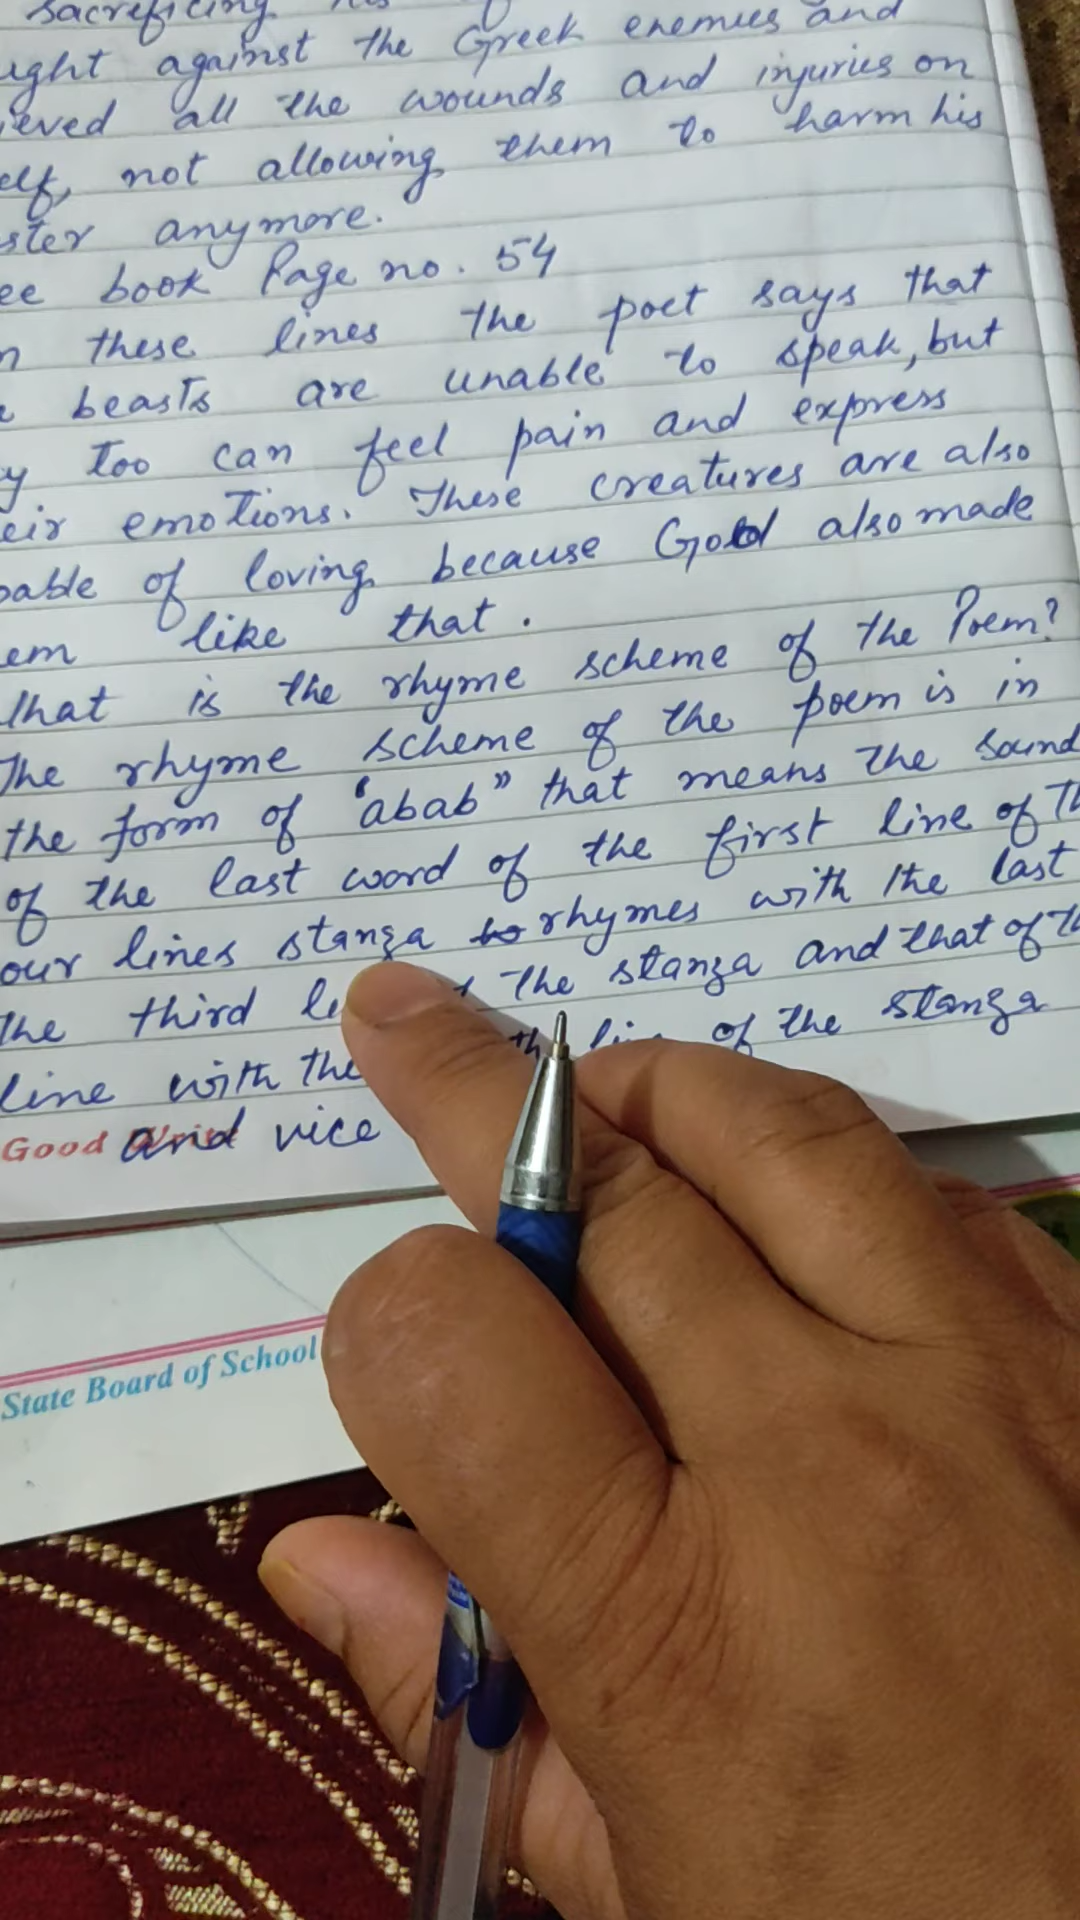 sacreficing
ught against the Greek enemies and
ieved all the wounds and injuries on
elf, not allowing them to harm his
ster anymore.
ee book Page no. 54
n these lines the poet says that
e beasts are unable to speak, but
y too can feel pain and express
eir emotions. These creatures are also
pable of loving because God also made
em like that.
hat is the rhyme scheme of the Poem?
The rhyme scheme of the poem is in
the form of "abab" that means the sound
of the last word of the first line of Th
our lines stanza rhymes with the last
the third the stanza and that of th
line with the of the stanza
Good and vice
State Board of School